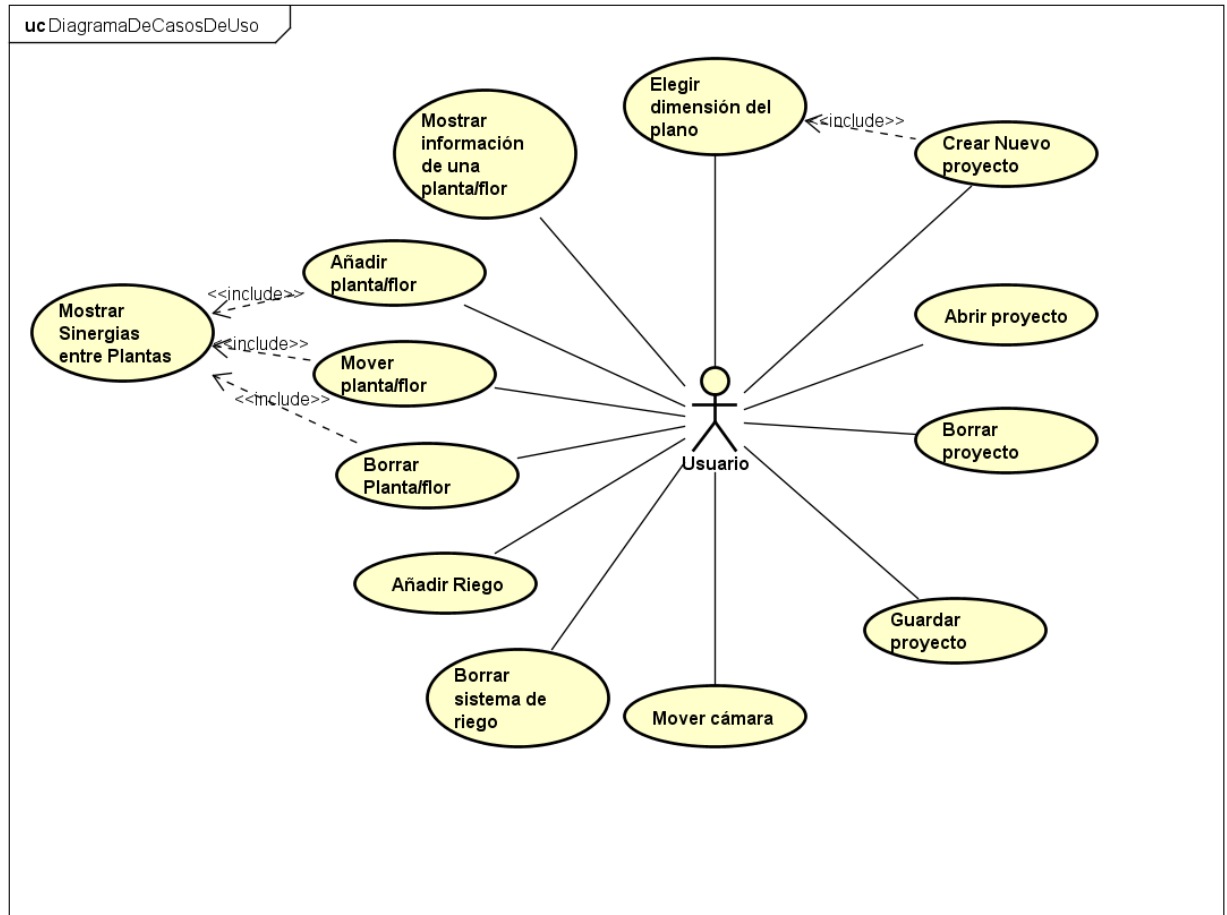 uc DiagramaDeCasosDeUso
Elegir
dimensión del
plano
Mostrar
información
de una
planta/flor
<<include>>
Crear Nuevo
proyecto
Añadir
planta/flor
<<include>>
Mostrar
Sinergias
entre Plantas
<<include>>
Mover
planta/flor
<<include>>
Borrar
Planta/flor
Abrir proyecto
Borrar
proyecto
Usuario
Añadir Riego
Guardar
proyecto
Borrar
sistema de
riego
Mover cámara